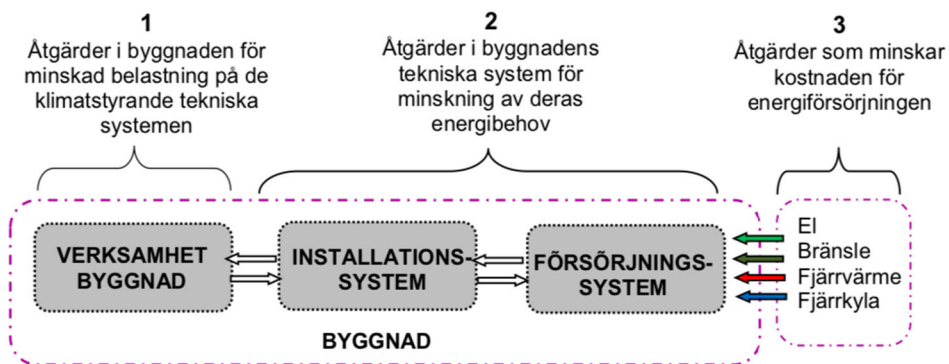 1
Åtgärder i byggnaden för
minskad belastning på de
klimatstyrande tekniska
systemen
2
Åtgärder i byggnadens
tekniska system för
minskning av deras
energibehov
3
Åtgärder som minskar
kostnaden för
energiförsörjningen
VERKSAMHET
BYGGNAD
INSTALLATIONS-
SYSTEM
FÖRSÖRJNINGS-
SYSTEM
El
Bränsle
Fjärrvärme
Fjärrkyla
BYGGNAD